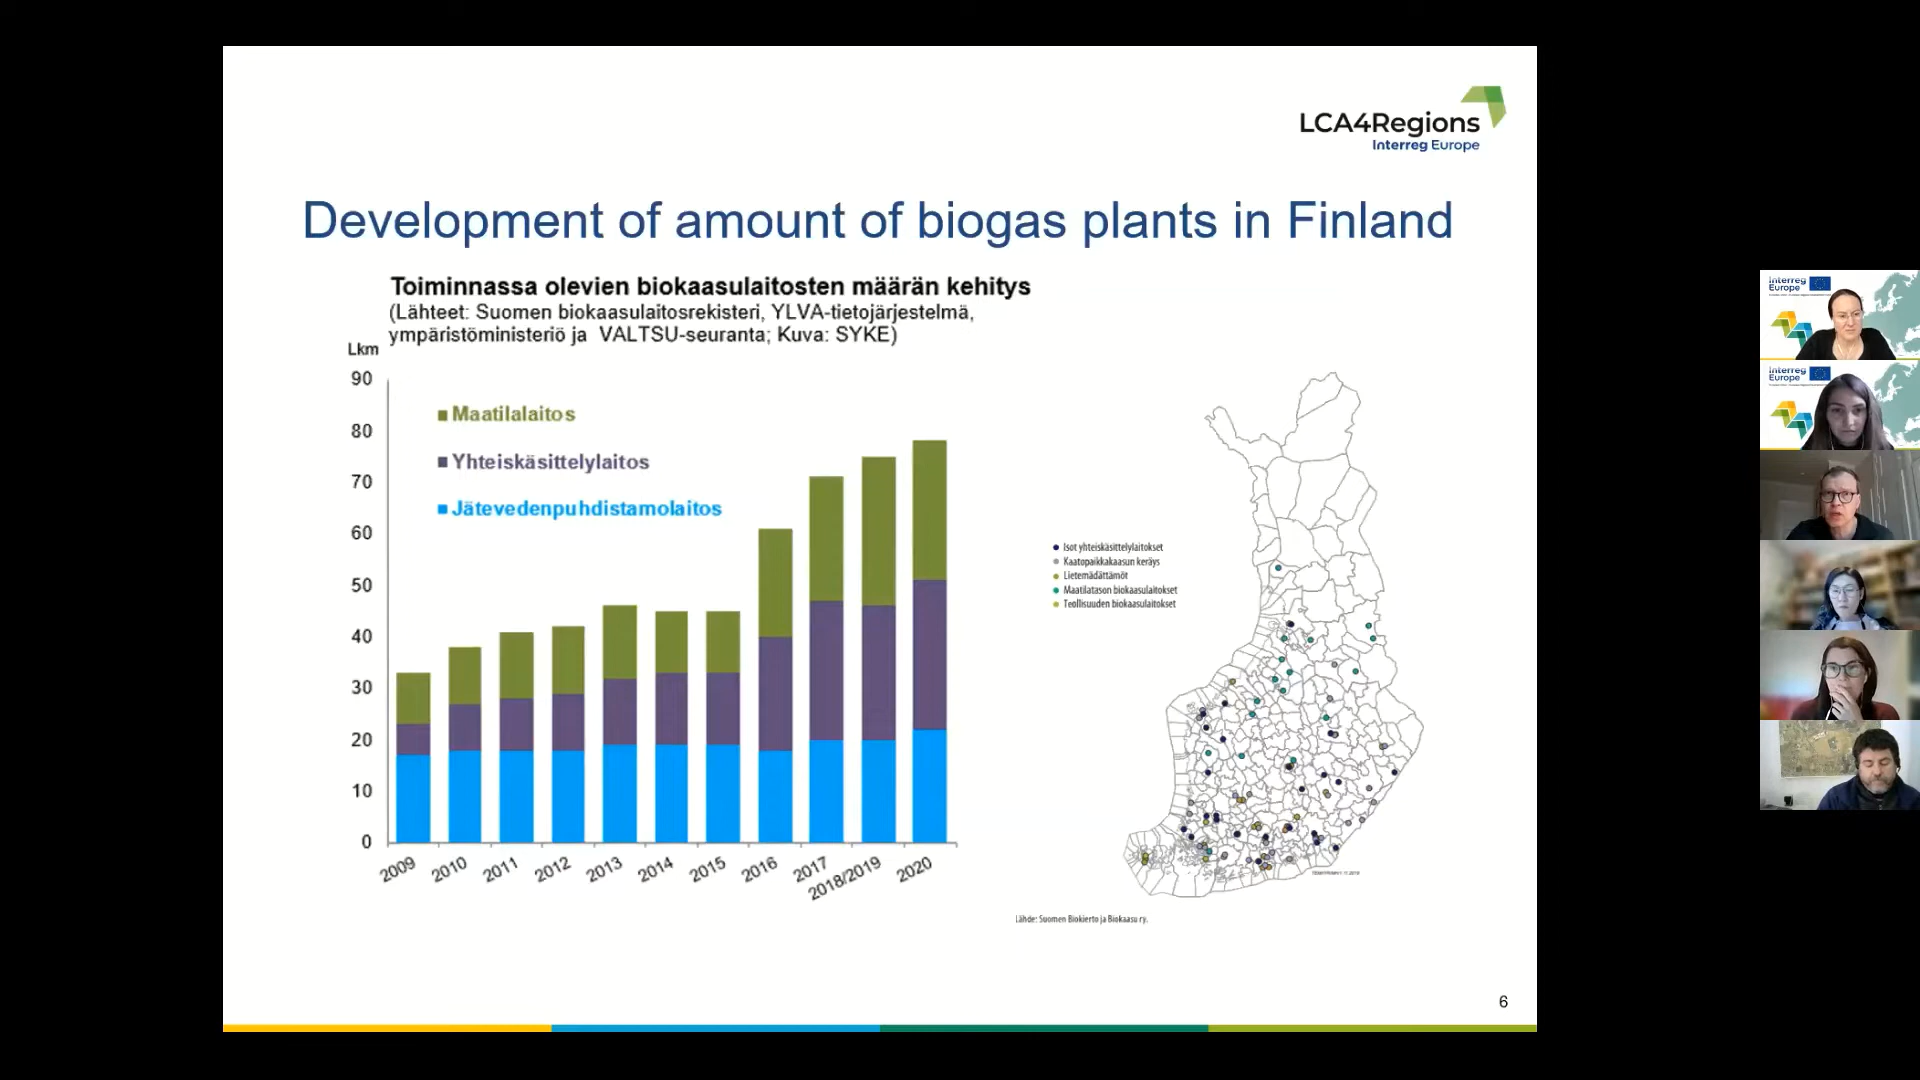 LCA4Regions
Interreg Europe
Development of amount of biogas plants in Finland
Toiminnassa olevien biokaasulaitosten määrän kehitys
(Lähteet: Suomen biokaasulaitosrekisteri, YLVA-tietojärjestelmä,
ympäristöministeriö ja VALTSU-seuranta; Kuva: SYKE)
Lkm
90
80
70
60
50
40
30
20
10
0
Maatilalaitos
Yhteiskäsittelylaitos
Jätevedenpuhdistamolaitos
2009
2010
2011
2012
2013
2014
2015
2016
2017
2018/2019
2020
Isot yhteiskäsittelylaitokset
Kaatopaikkakaasun keräys
Lietemädättämöt
Maatilatason biokaasulaitokset
Teollisuuden biokaasulaitokset
Lähde: Suomen Biokierto ja Biokaasu ry.
6
Interreg
Europe
Interreg
Europe